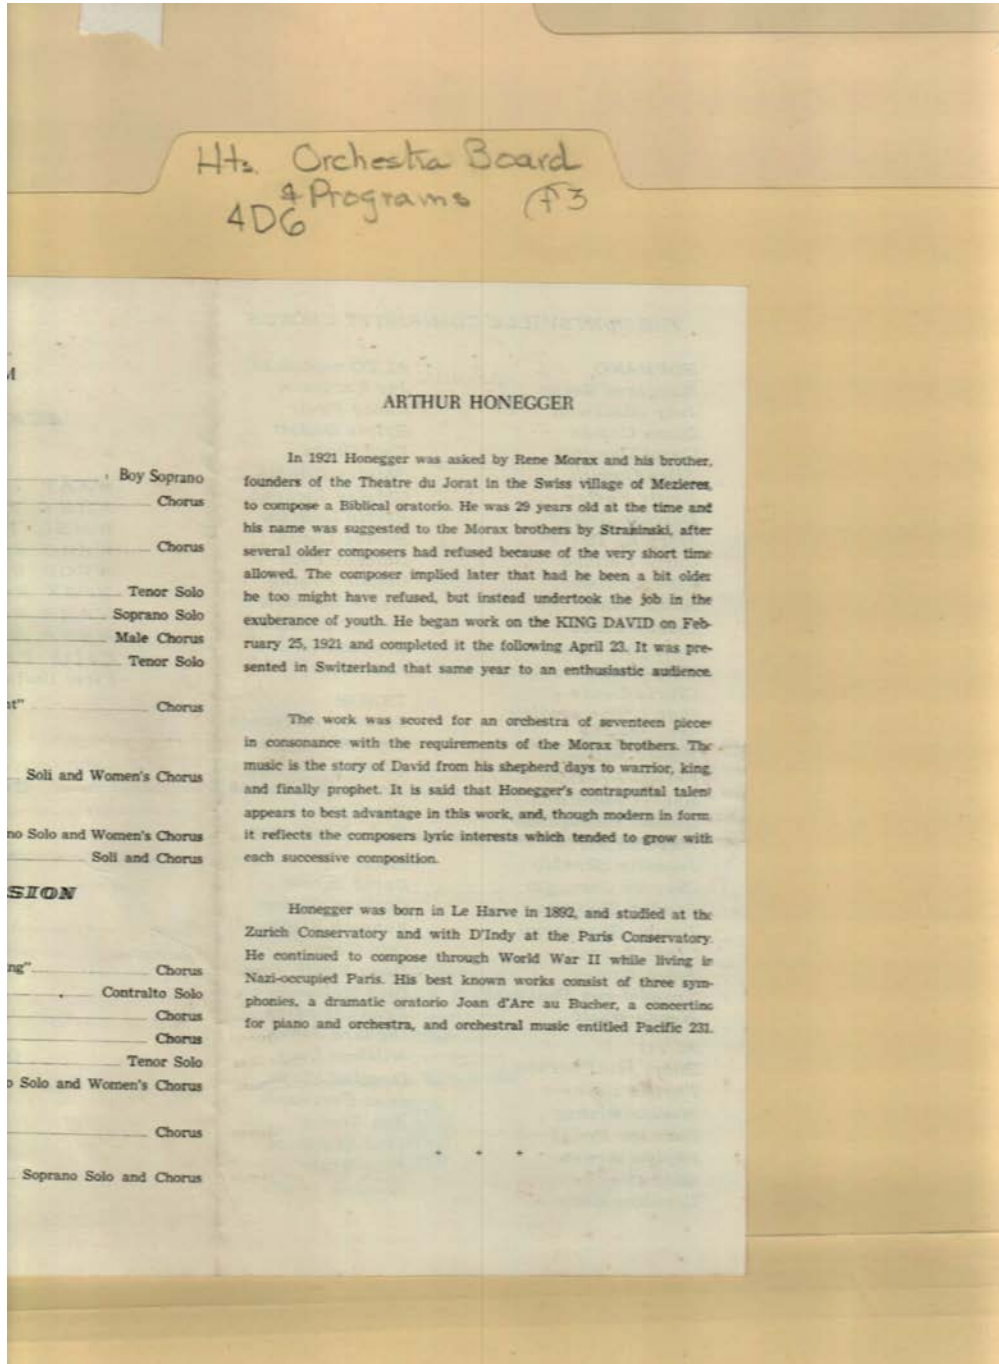 Hts. Orchestra Board
& Programs f3
4D6
M
Boy Soprano
Chorus
Chorus
Tenor Solo
Soprano Solo
Male Chorus
Tenor Solo
st" Chorus
Soli and Women's Chorus
no Solo and Women's Chorus
Soli and Chorus
SION
ng" Chorus
Contralto Solo
Chorus
Chorus
Tenor Solo
o Solo and Women's Chorus
Chorus
Soprano Solo and Chorus
ARTHUR HONEGGER
In 1921 Honegger was asked by Rene Morax and his brother,
founders of the Theatre du Jorat in the Swiss village of Mezieres,
to compose a Biblical oratorio. He was 29 years old at the time and
his name was suggested to the Morax brothers by Straninski, after
several older composers had refused because of the very short time
allowed. The composer implied later that had he been a bit older
he too might have refused, but instead undertook the job in the
exuberance of youth. He began work on the KING DAVID on Feb-
ruary 25, 1921 and completed it the following April 23. It was pre-
sented in Switzerland that same year to an enthusiastic audience.
The work was scored for an orchestra of seventeen pieces
in consonance with the requirements of the Morax brothers. The
music is the story of David from his shepherd days to warrior, king,
and finally prophet. It is said that Honegger's contrapuntal talent
appears to best advantage in this work, and, though modern in form,
it reflects the composers lyric interests which tended to grow with
each successive composition.
Honegger was born in Le Harve in 1892, and studied at the
Zurich Conservatory and with D'Indy at the Paris Conservatory.
He continued to compose through World War II while living in
Nazi-occupied Paris. His best known works consist of three sym-
phonies, a dramatic oratorio Joan d'Arc au Bucher, a concertino
for piano and orchestra, and orchestral music entitled Pacific 231.
* * *